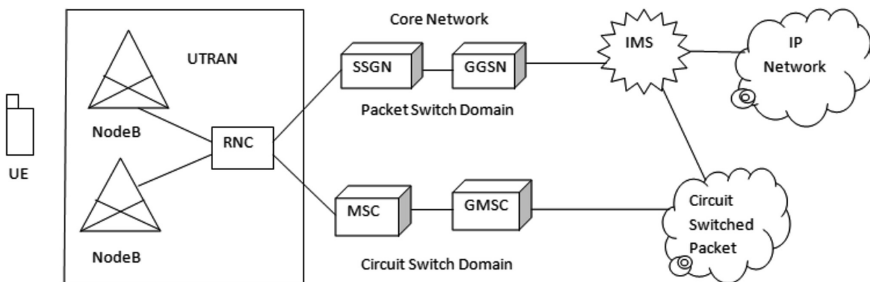 Core Network
UTRAN
SSGN
GGSN
IMS
IP
Network
Packet Switch Domain
NodeB
RNC
UE
MSC
GMSC
Circuit
Switched
Packet
NodeB
Circuit Switch Domain